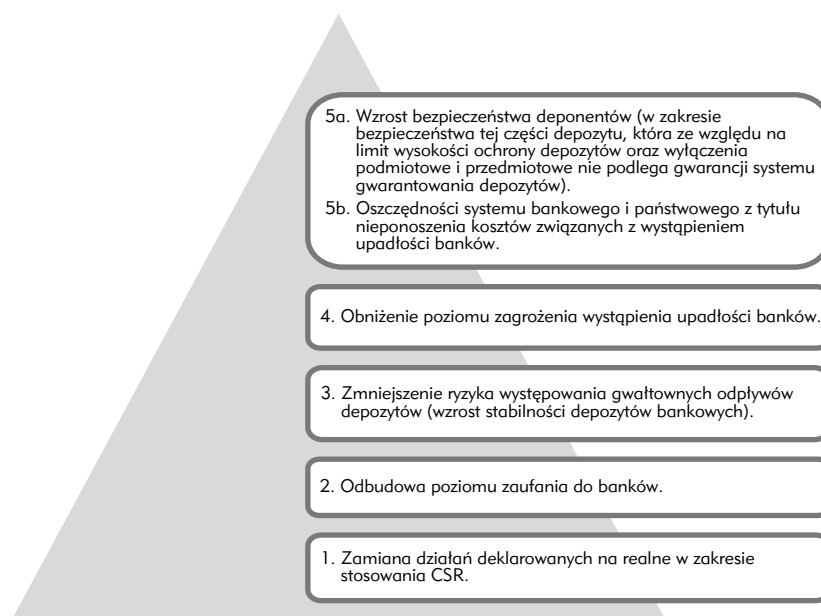 5a. Wzrost bezpieczeństwa deponentów (w zakresie
bezpieczeństwa tej części depozytu, która ze względu na
limit wysokości ochrony depozytów oraz wyłączenia
podmiotowe i przedmiotowe nie podlega gwarancji systemu
gwarantowania depozytów).
5b. Oszczędności systemu bankowego i państwowego z tytułu
nieponoszenia kosztów związanych z wystąpieniem
upadłości banków.
4. Obniżenie poziomu zagrożenia wystąpienia upadłości banków.
3. Zmniejszenie ryzyka występowania gwałtownych odpływów
depozytów (wzrost stabilności depozytów bankowych).
2. Odbudowa poziomu zaufania do banków.
1. Zamiana działań deklarowanych na realne w zakresie
stosowania CSR.